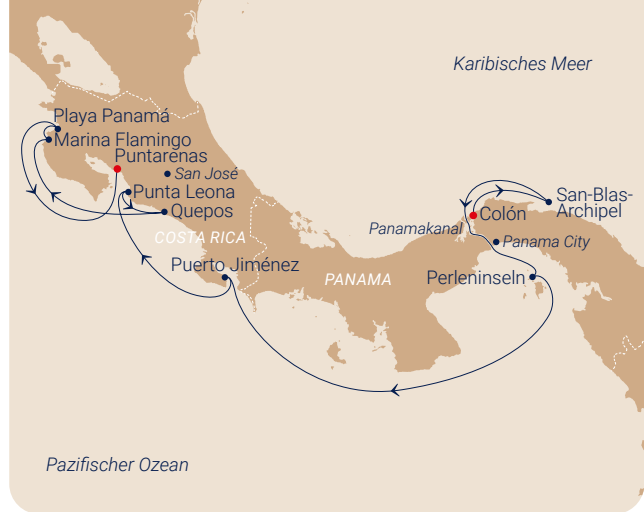 Karibisches Meer
Playa Panamá
Marina Flamingo
Puntarenas
San José
Punta Leona
San-Blas-
Archipel
Quepos
Colón
Panamakanal
COSTA RICA
Panama City
Puerto Jiménez
PANAMA
Perleninseln
Pazifischer Ozean